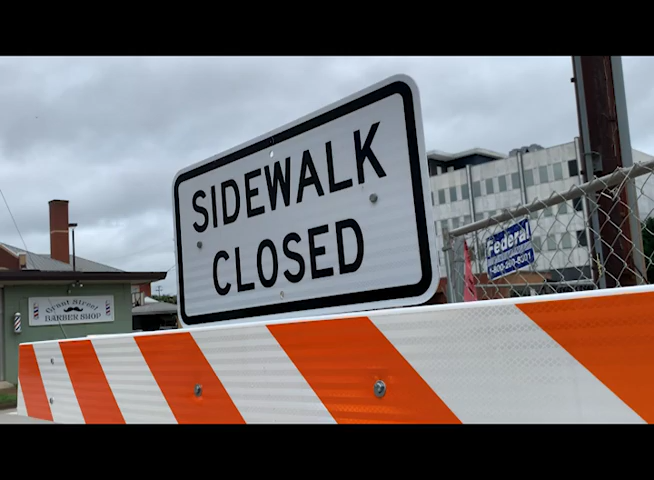 SIDEWALK
CLOSED
Federal
Grant Street
BARBER SHOP